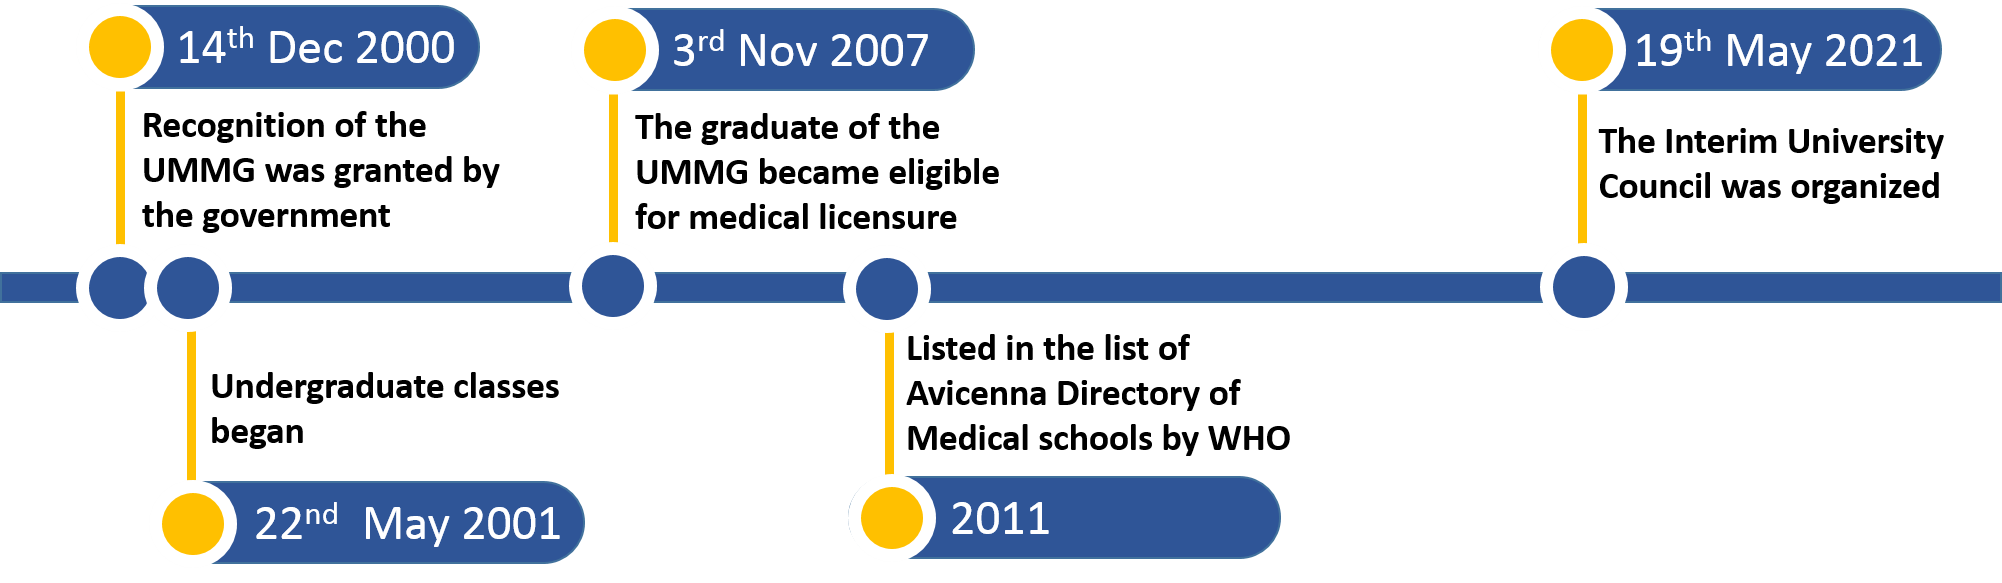 14th Dec 2000
Recognition of the
UMMG was granted by
the government
3rd Nov 2007
The graduate of the
UMMG became eligible
for medical licensure
19th May 2021
The Interim University
Council was organized
Undergraduate classes
began
22nd May 2001
Listed in the list of
Avicenna Directory of
Medical schools by WHO
2011